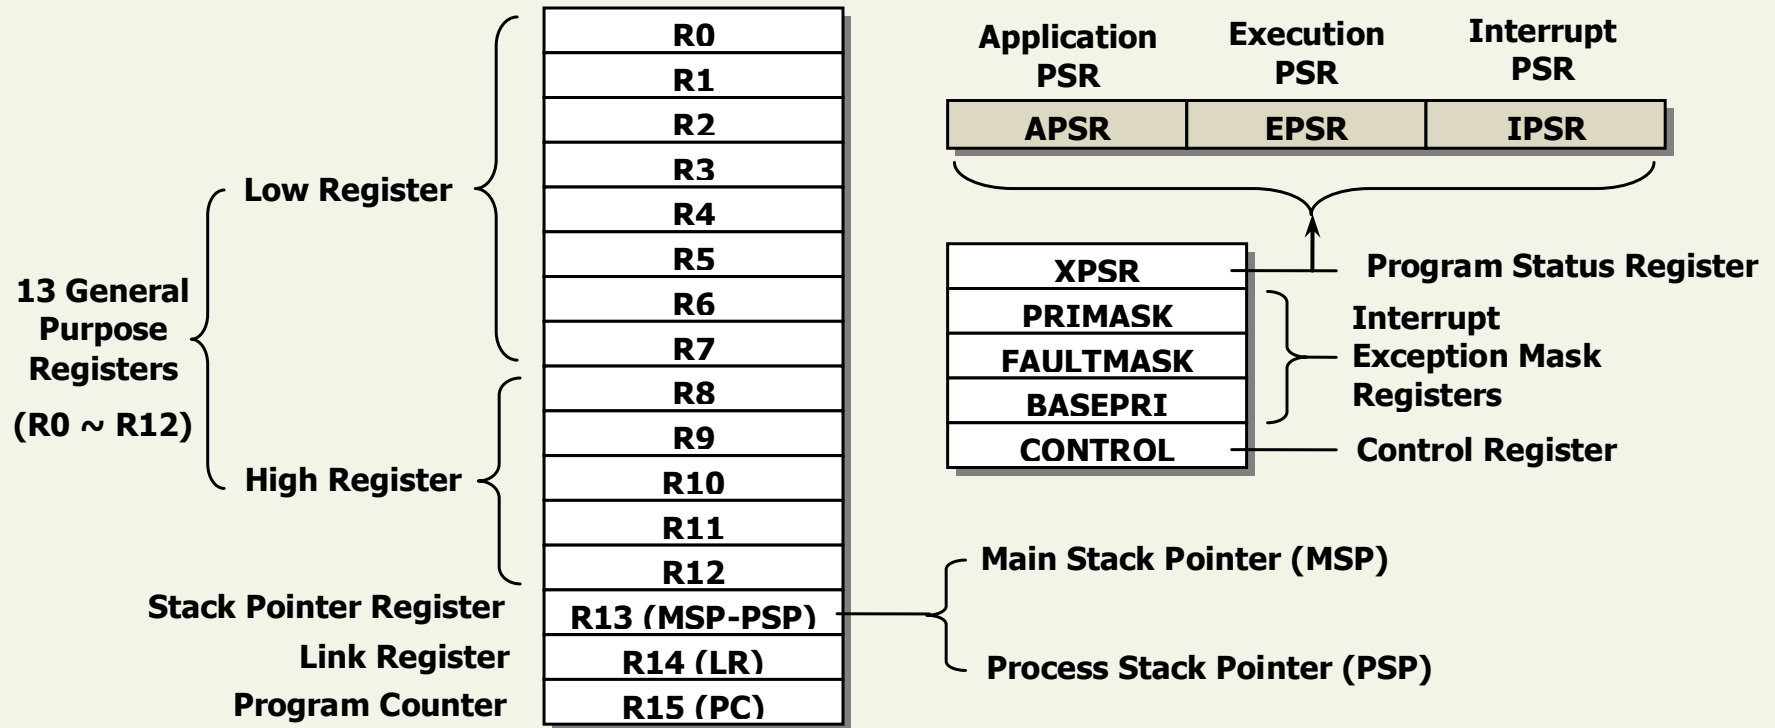 13 General
Purpose
Registers
(R0 ~ R12)
Low Register
High Register
Stack Pointer Register
Link Register
Program Counter
R0
R1
R2
R3
R4
R5
R6
R7
R8
R9
R10
R11
R12
R13 (MSP-PSP)
R14 (LR)
R15 (PC)
Application
PSR
Execution
PSR
Interrupt
PSR
APSR
EPSR
IPSR
XPSR
PRIMASK
FAULTMASK
BASEPRI
CONTROL
Program Status Register
Interrupt
Exception Mask
Registers
Control Register
Main Stack Pointer (MSP)
Process Stack Pointer (PSP)